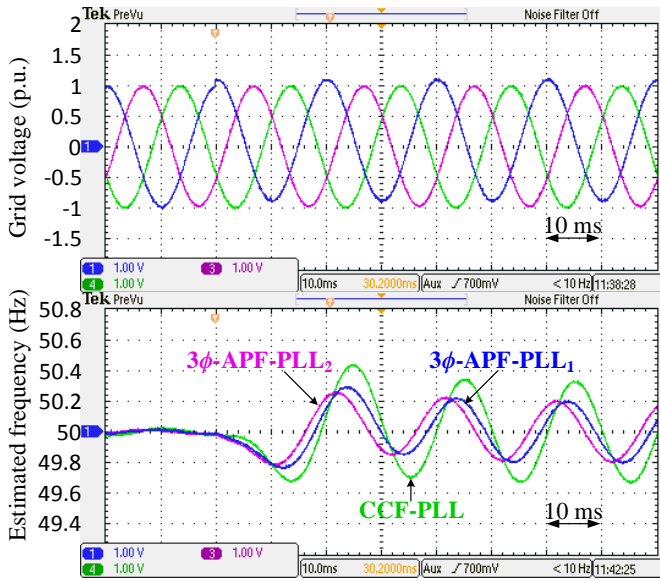 Tek PreVu
Noise Filter Off
Grid voltage (p.u.)
2
1.5
1
0.5
0
-0.5
-1
-1.5
1
10 ms
1 1.00 V
3 1.00 V
4 1.00 V
10.0ms
30.2000ms
Aux
700mV
< 10 Hz
11:38:28
Tek PreVu
Noise Filter Off
Estimated frequency (Hz)
50.8
50.6
50.4
50.2
50
49.8
49.6
49.4
1
3ϕ-APF-PLL₂
3ϕ-APF-PLL₁
CCF-PLL
10 ms
1 1.00 V
3 1.00 V
4 1.00 V
10.0ms
30.2000ms
Aux
700mV
< 10 Hz
11:42:25